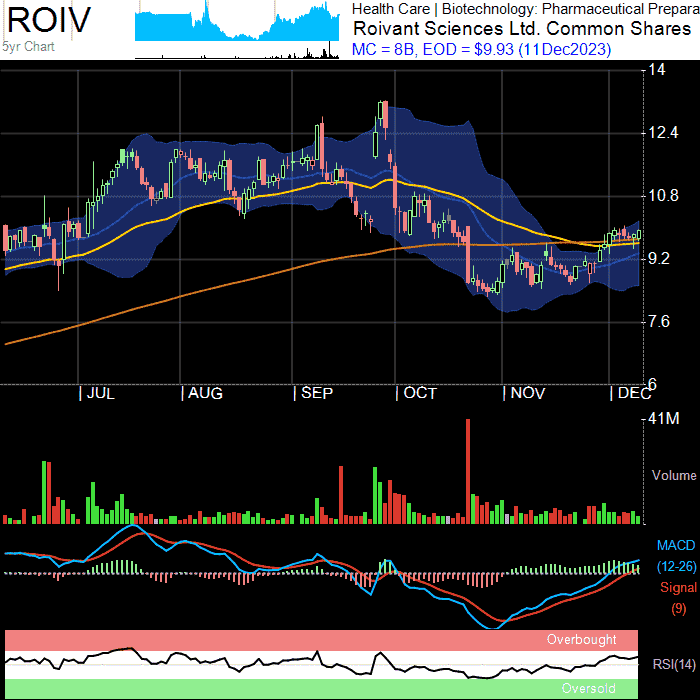 ROIV
5yr Chart
Health Care | Biotechnology: Pharmaceutical Prepara
Roivant Sciences Ltd. Common Shares
MC = 8B, EOD = $9.93 (11Dec2023)
14
12.4
10.8
9.2
7.6
6
| JUL | AUG | SEP | OCT | NOV | DEC
41M
Volume
MACD
(12-26)
Signal
(9)
Overbought
RSI(14)
Oversold